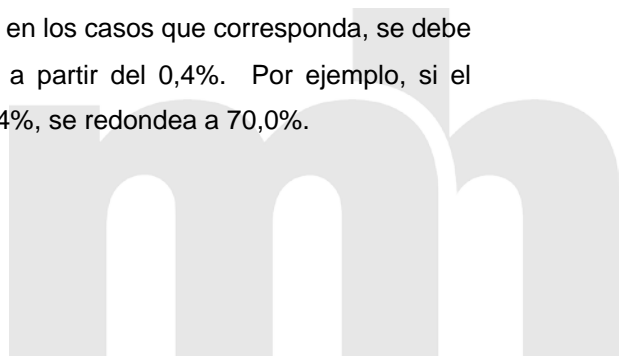 en los casos que corresponda, se debe
a partir del 0,4%. Por ejemplo, si el
4%, se redondea a 70,0%.